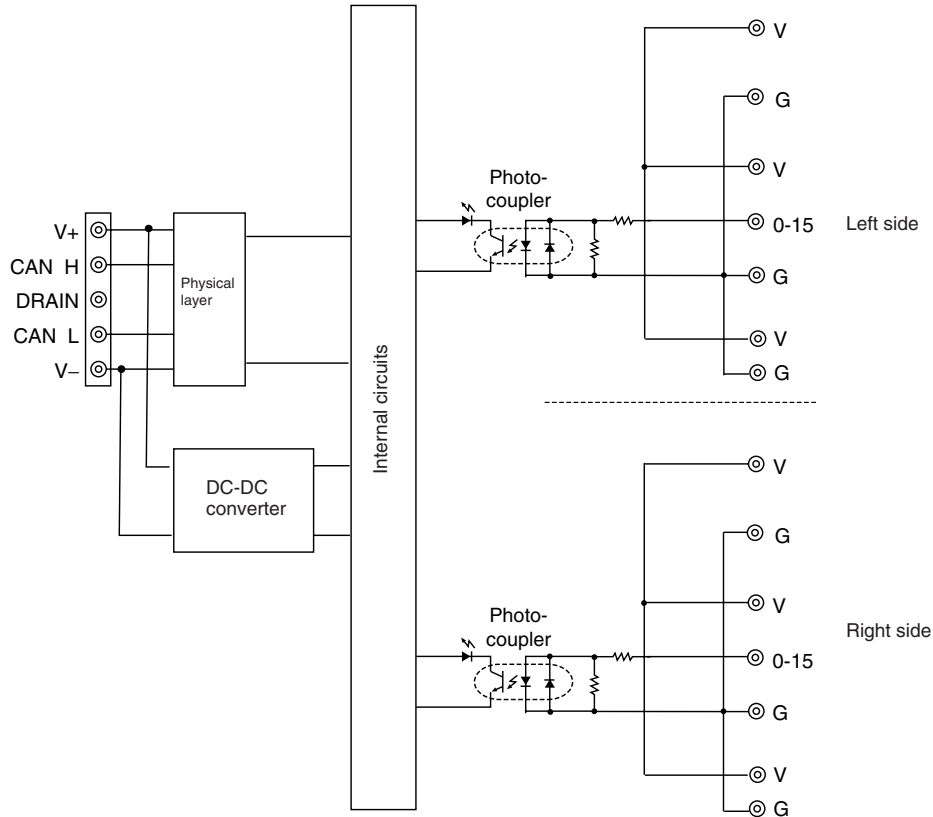 V+
CAN H
DRAIN
CAN L
V–
Physical
layer
DC-DC
converter
Internal circuits
Photo-
coupler
V
G
V
0-15
G
V
G
Left side
Photo-
coupler
V
G
V
0-15
G
V
G
Right side